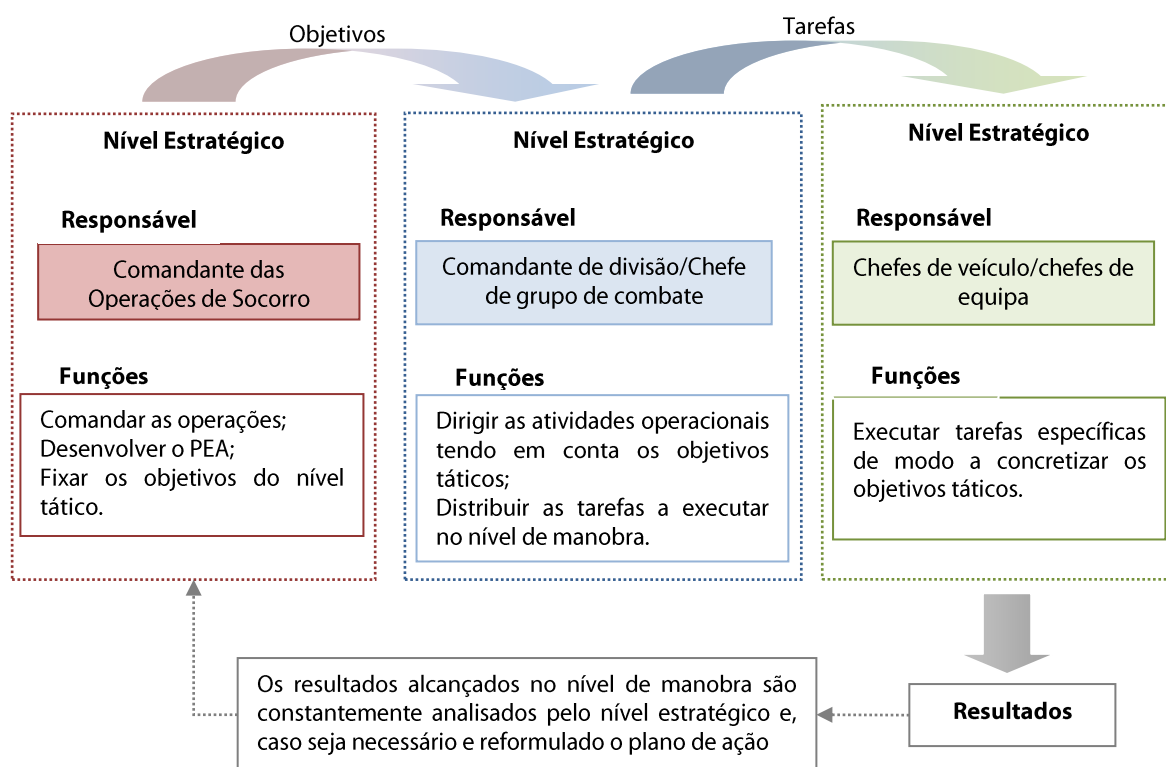 Objetivos
Tarefas
Nível Estratégico
Responsável
Comandante das
Operações de Socorro
Funções
Comandar as operações;
Desenvolver o PEA;
Fixar os objetivos do nível
tático.
Nível Estratégico
Responsável
Comandante de divisão/Chefe
de grupo de combate
Funções
Dirigir as atividades operacionais
tendo em conta os objetivos
táticos;
Distribuir as tarefas a executar
no nível de manobra.
Nível Estratégico
Responsável
Chefes de veículo/chefes de
equipa
Funções
Executar tarefas específicas
de modo a concretizar os
objetivos táticos.
Resultados
Os resultados alcançados no nível de manobra são
constantemente analisados pelo nível estratégico e,
caso seja necessário e reformulado o plano de ação